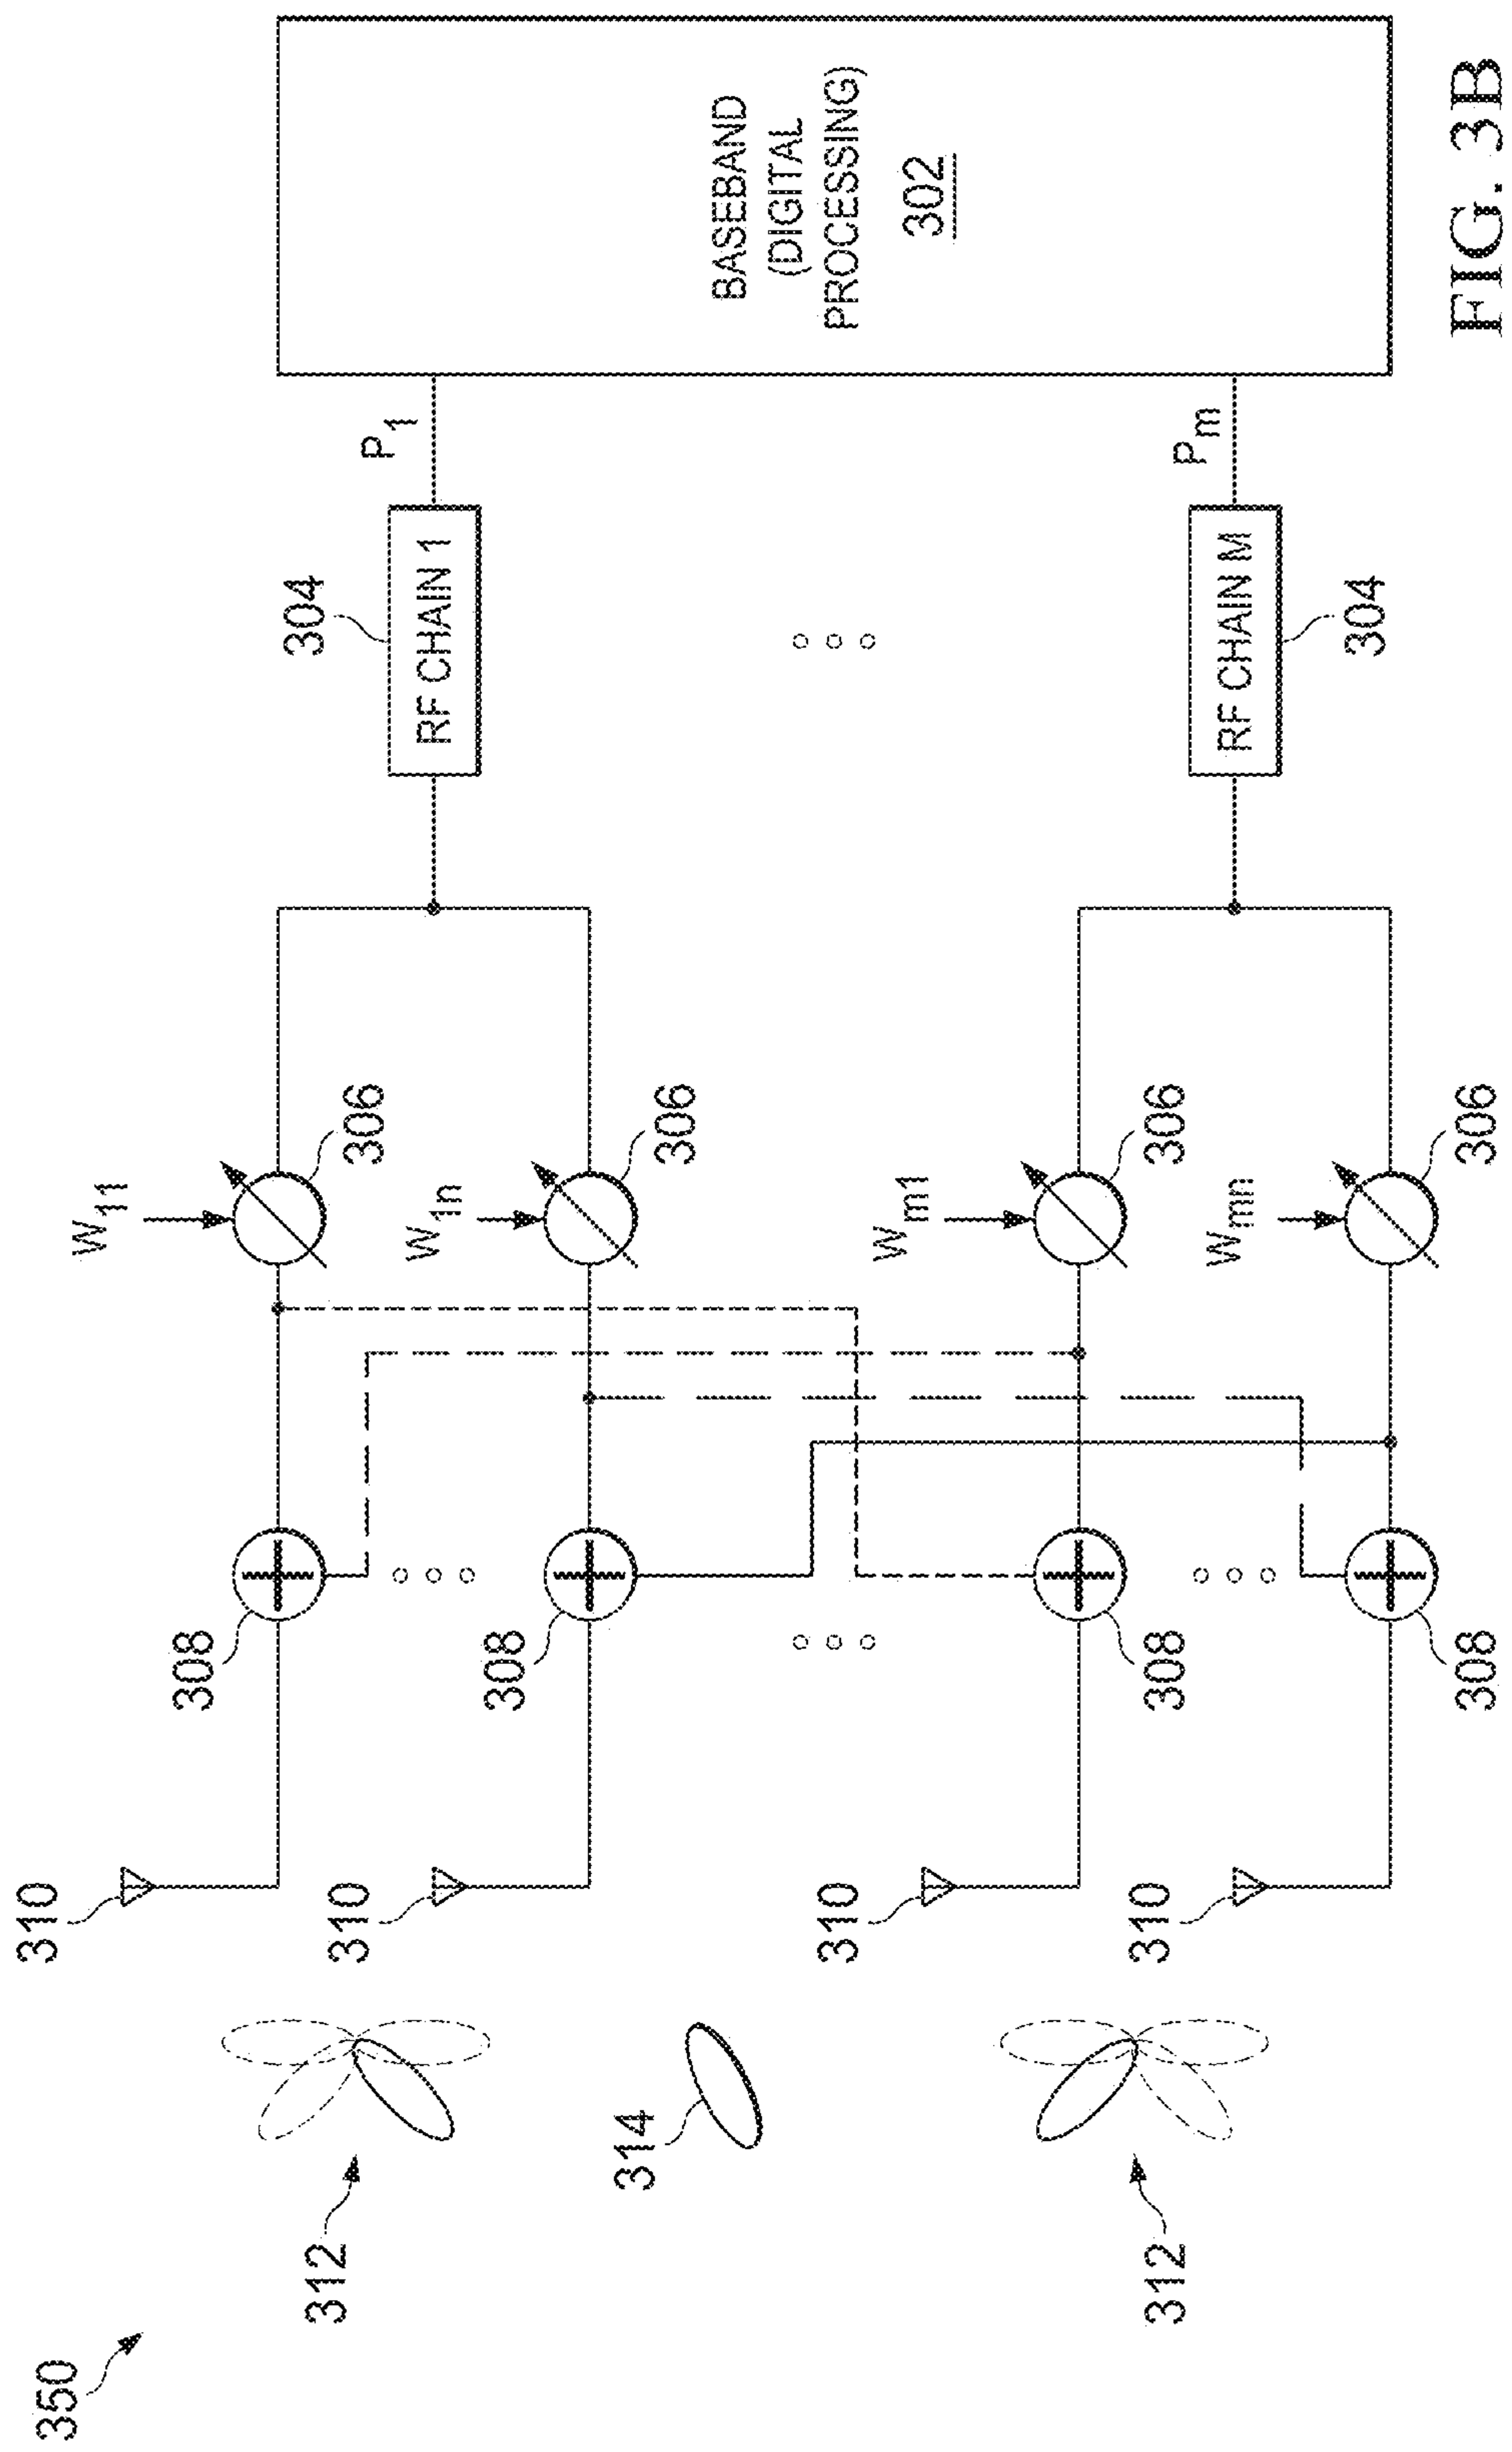 350
312
314
312
310
310
310
310
308
308
308
308
W11
W1n
Wm1
Wmn
306
306
306
306
304
RF CHAIN 1
RF CHAIN M
304
P1
Pm
BASEBAND
(DIGITAL
PROCESSING)
302
FIG. 3B